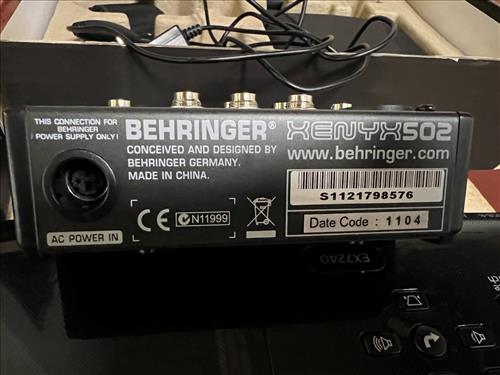 THIS CONNECTION FOR
BEHRINGER
POWER SUPPLY ONLY!
AC POWER IN
BEHRINGER®
CONCEIVED AND DESIGNED BY
BEHRINGER GERMANY.
MADE IN CHINA.
CE
N11999
XENYX502
www.behringer.com
S1121798576
Date Code : 1104
EX7240